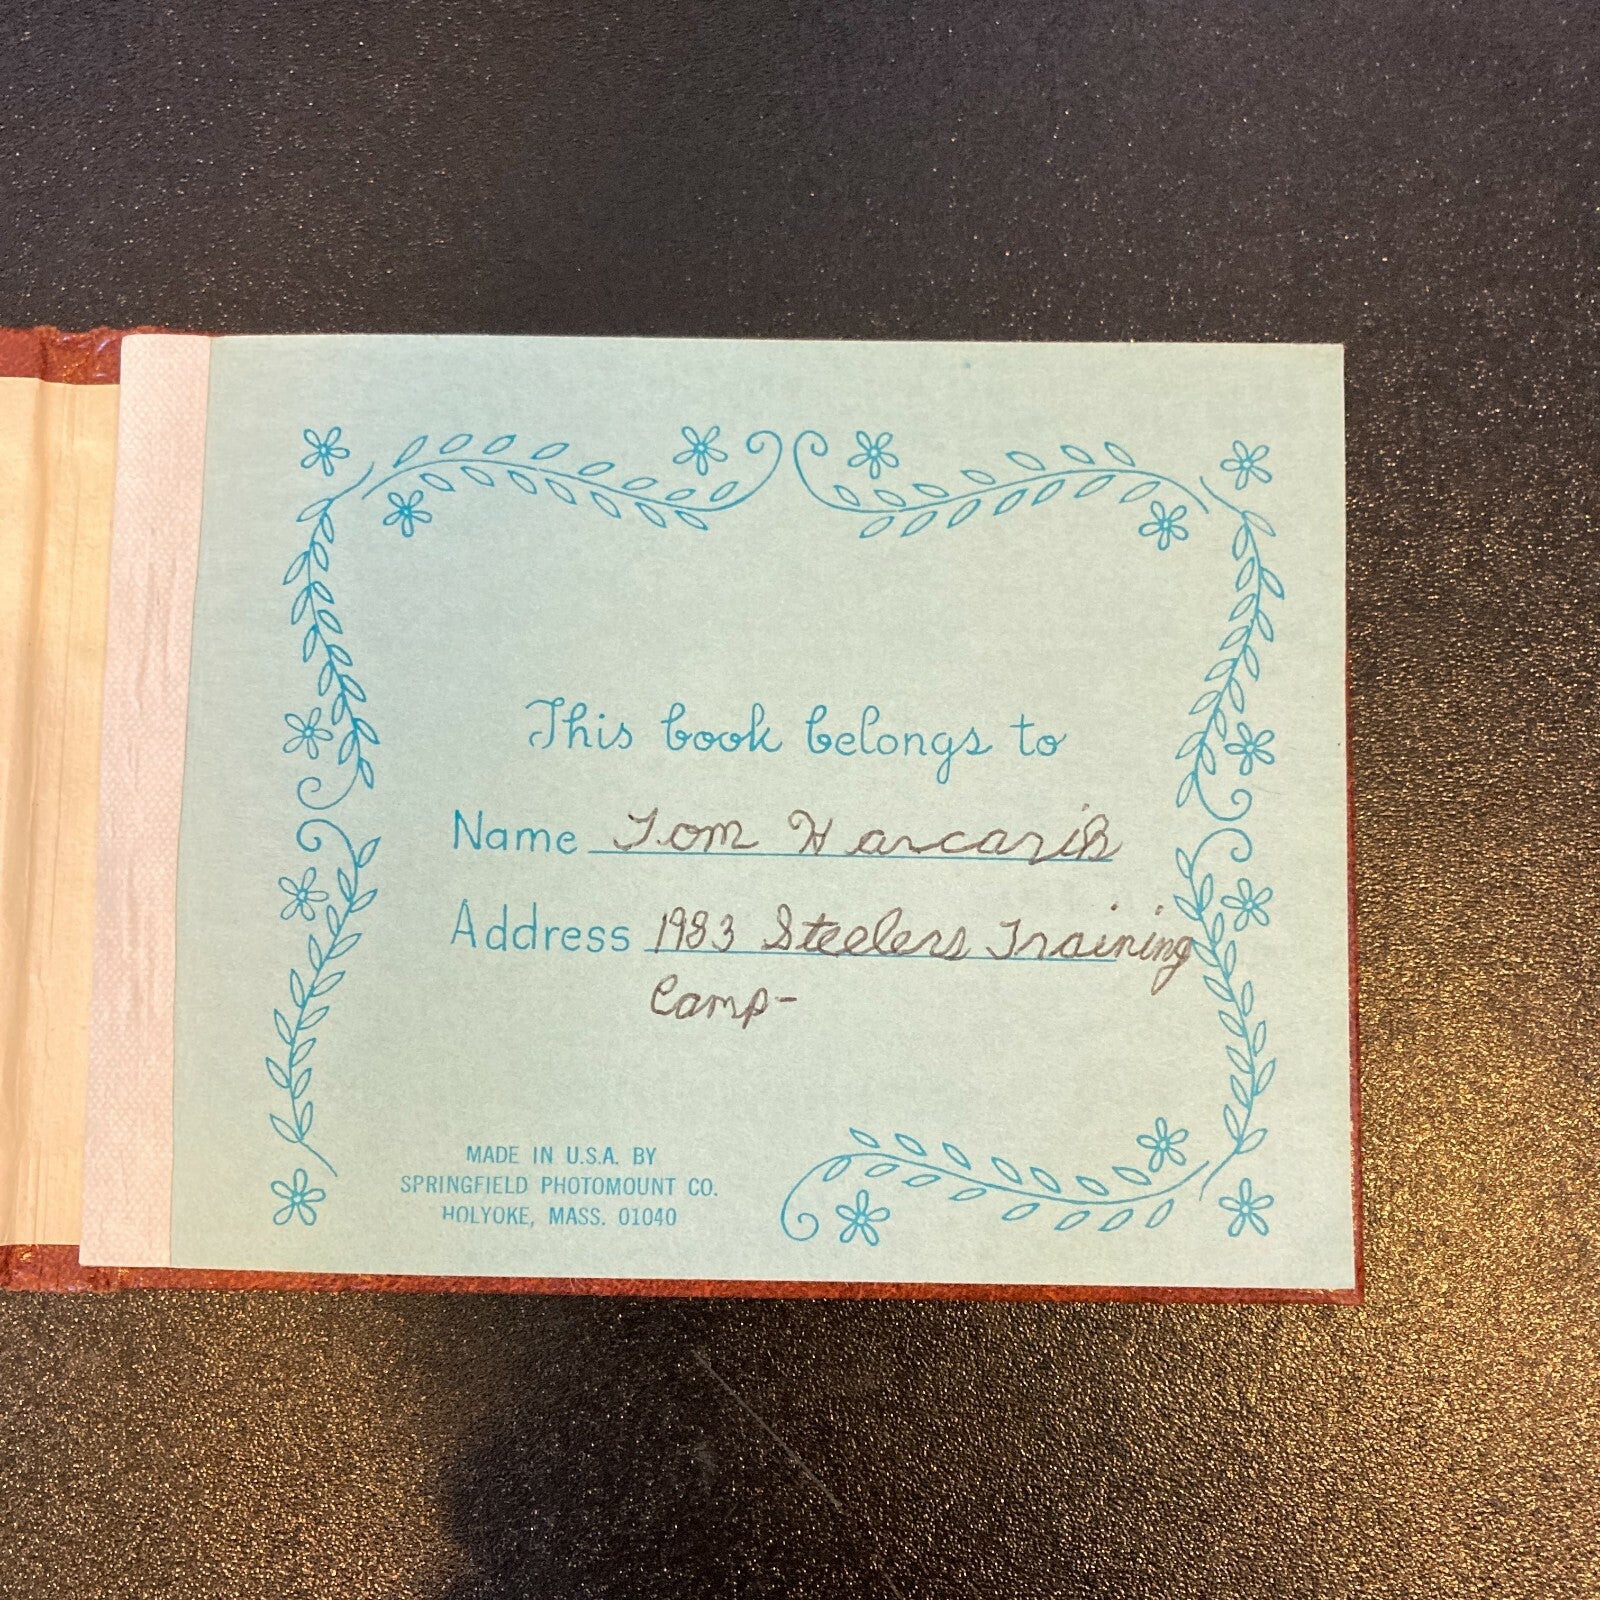 This book belongs to
Name Tom Harcarik
Address 1983 Steelers Training
Camp-
MADE IN U.S.A. BY
SPRINGFIELD PHOTOMOUNT CO.
HOLYOKE, MASS. 01040